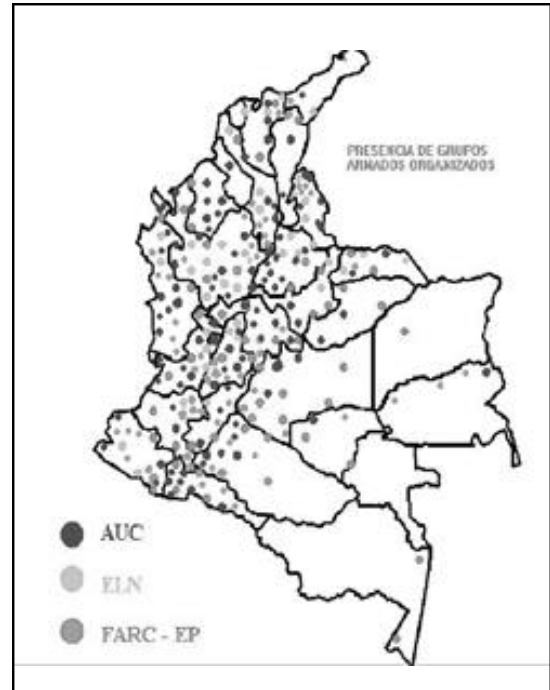 PRESENCIA DE GRUPOS
ARMADOS ORGANIZADOS
AUC
ELN
FARC - EP